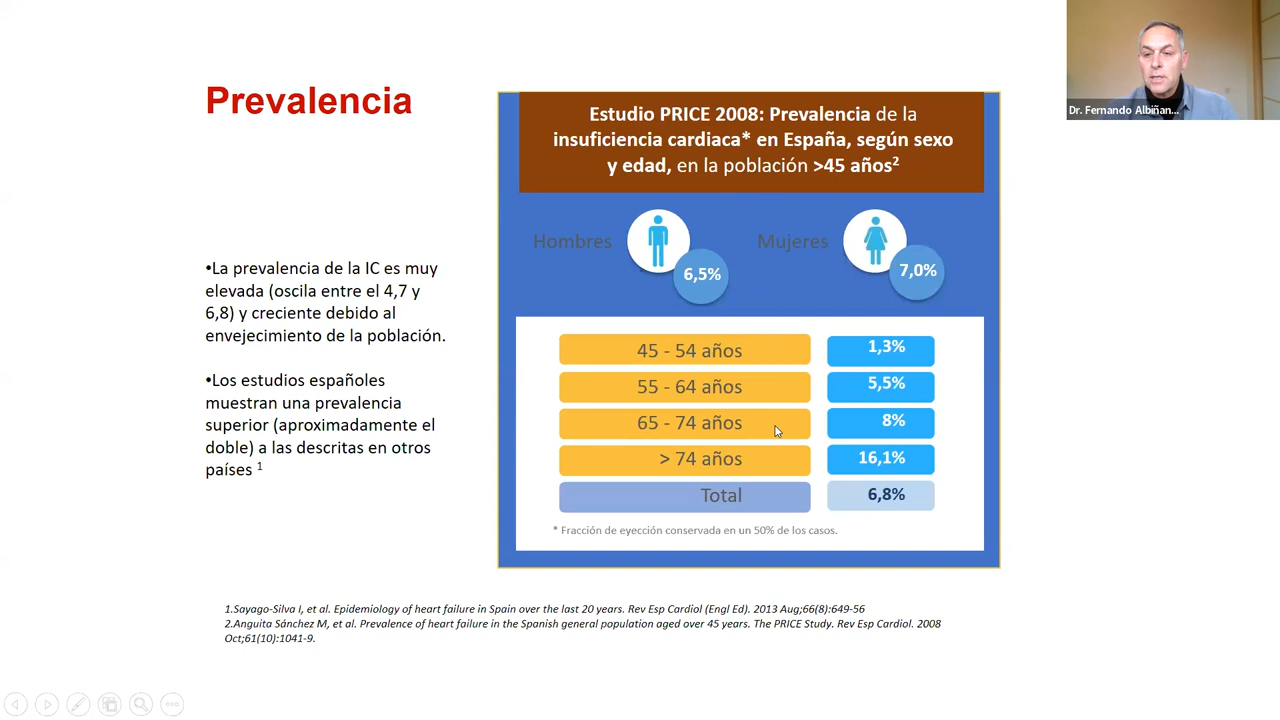 Prevalencia
•La prevalencia de la IC es muy
elevada (oscila entre el 4,7 y
6,8) y creciente debido al
envejecimiento de la población.
•Los estudios españoles
muestran una prevalencia
superior (aproximadamente el
doble) a las descritas en otros
países 1
Estudio PRICE 2008: Prevalencia de la
insuficiencia cardiaca* en España, según sexo
y edad, en la población >45 años2
Hombres
6,5%
Mujeres
7,0%
45 - 54 años 1,3%
55 - 64 años 5,5%
65 - 74 años 8%
> 74 años 16,1%
Total 6,8%
* Fracción de eyección conservada en un 50% de los casos.
1.Sayago-Silva I, et al. Epidemiology of heart failure in Spain over the last 20 years. Rev Esp Cardiol (Engl Ed). 2013 Aug;66(8):649-56
2.Anguita Sánchez M, et al. Prevalence of heart failure in the Spanish general population aged over 45 years. The PRICE Study. Rev Esp Cardiol. 2008
Oct;61(10):1041-9.
Dr. Fernando Albiñan...